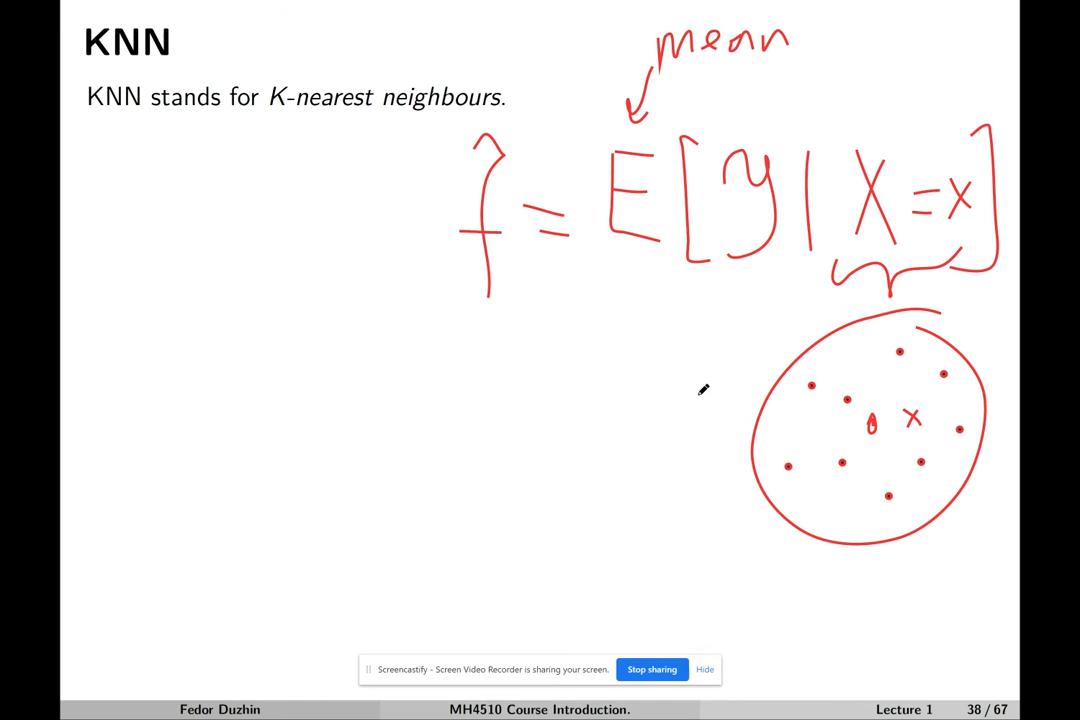 KNN
mean
KNN stands for K-nearest neighbours.
f̂ = E[y | X = x]
x
Screencastify - Screen Video Recorder is sharing your screen. Stop sharing Hide
Fedor Duzhin MH4510 Course Introduction. Lecture 1 38 / 67